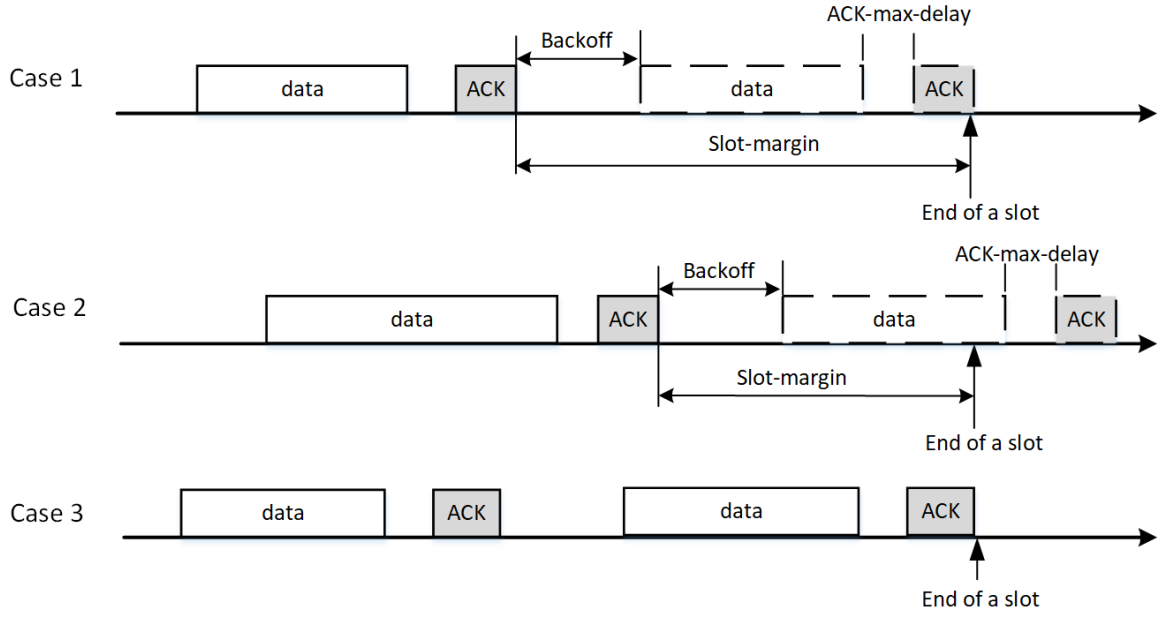 ACK-max-delay
Backoff
Case 1
data
ACK
data
ACK
Slot-margin
End of a slot
ACK-max-delay
Backoff
Case 2
data
ACK
data
ACK
Slot-margin
End of a slot
Case 3
data
ACK
data
ACK
End of a slot